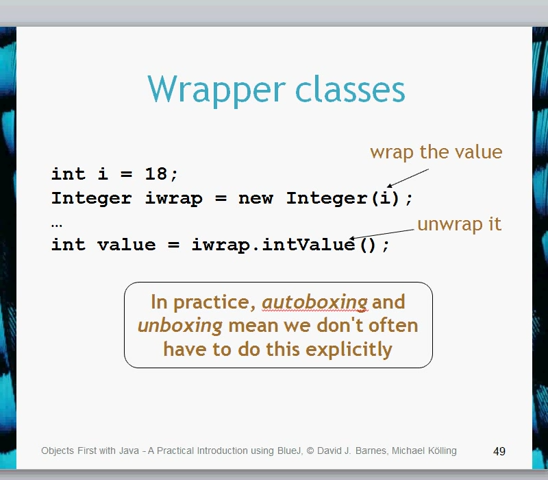 Wrapper classes
wrap the value
int i = 18;
Integer iwrap = new Integer(i);
…
unwrap it
int value = iwrap.intValue();
In practice, autoboxing and
unboxing mean we don't often
have to do this explicitly
Objects First with Java - A Practical Introduction using BlueJ, © David J. Barnes, Michael Kölling
49